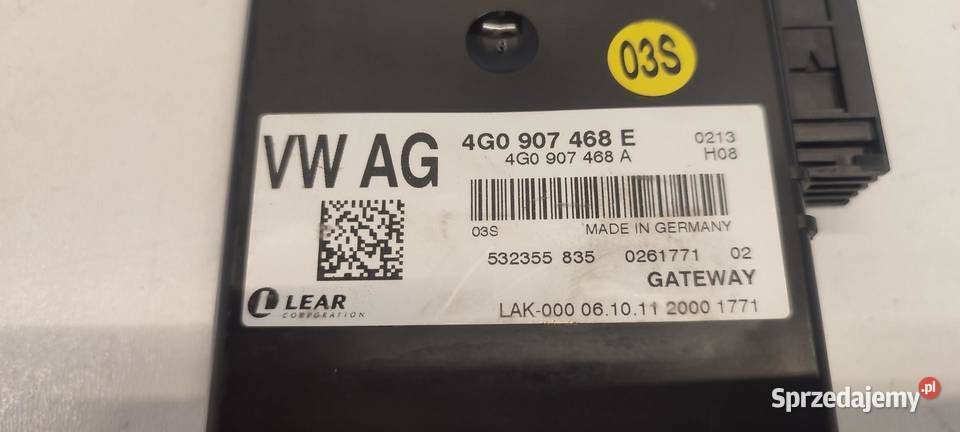 03S
VW AG
4G0 907 468 E
0213
4G0 907 468 A
H08
03S
MADE IN GERMANY
532355 835 0261771 02
GATEWAY
LEAR
CORPORATION
LAK-000 06.10.11 2000 1771
Sprzedajemy.pl